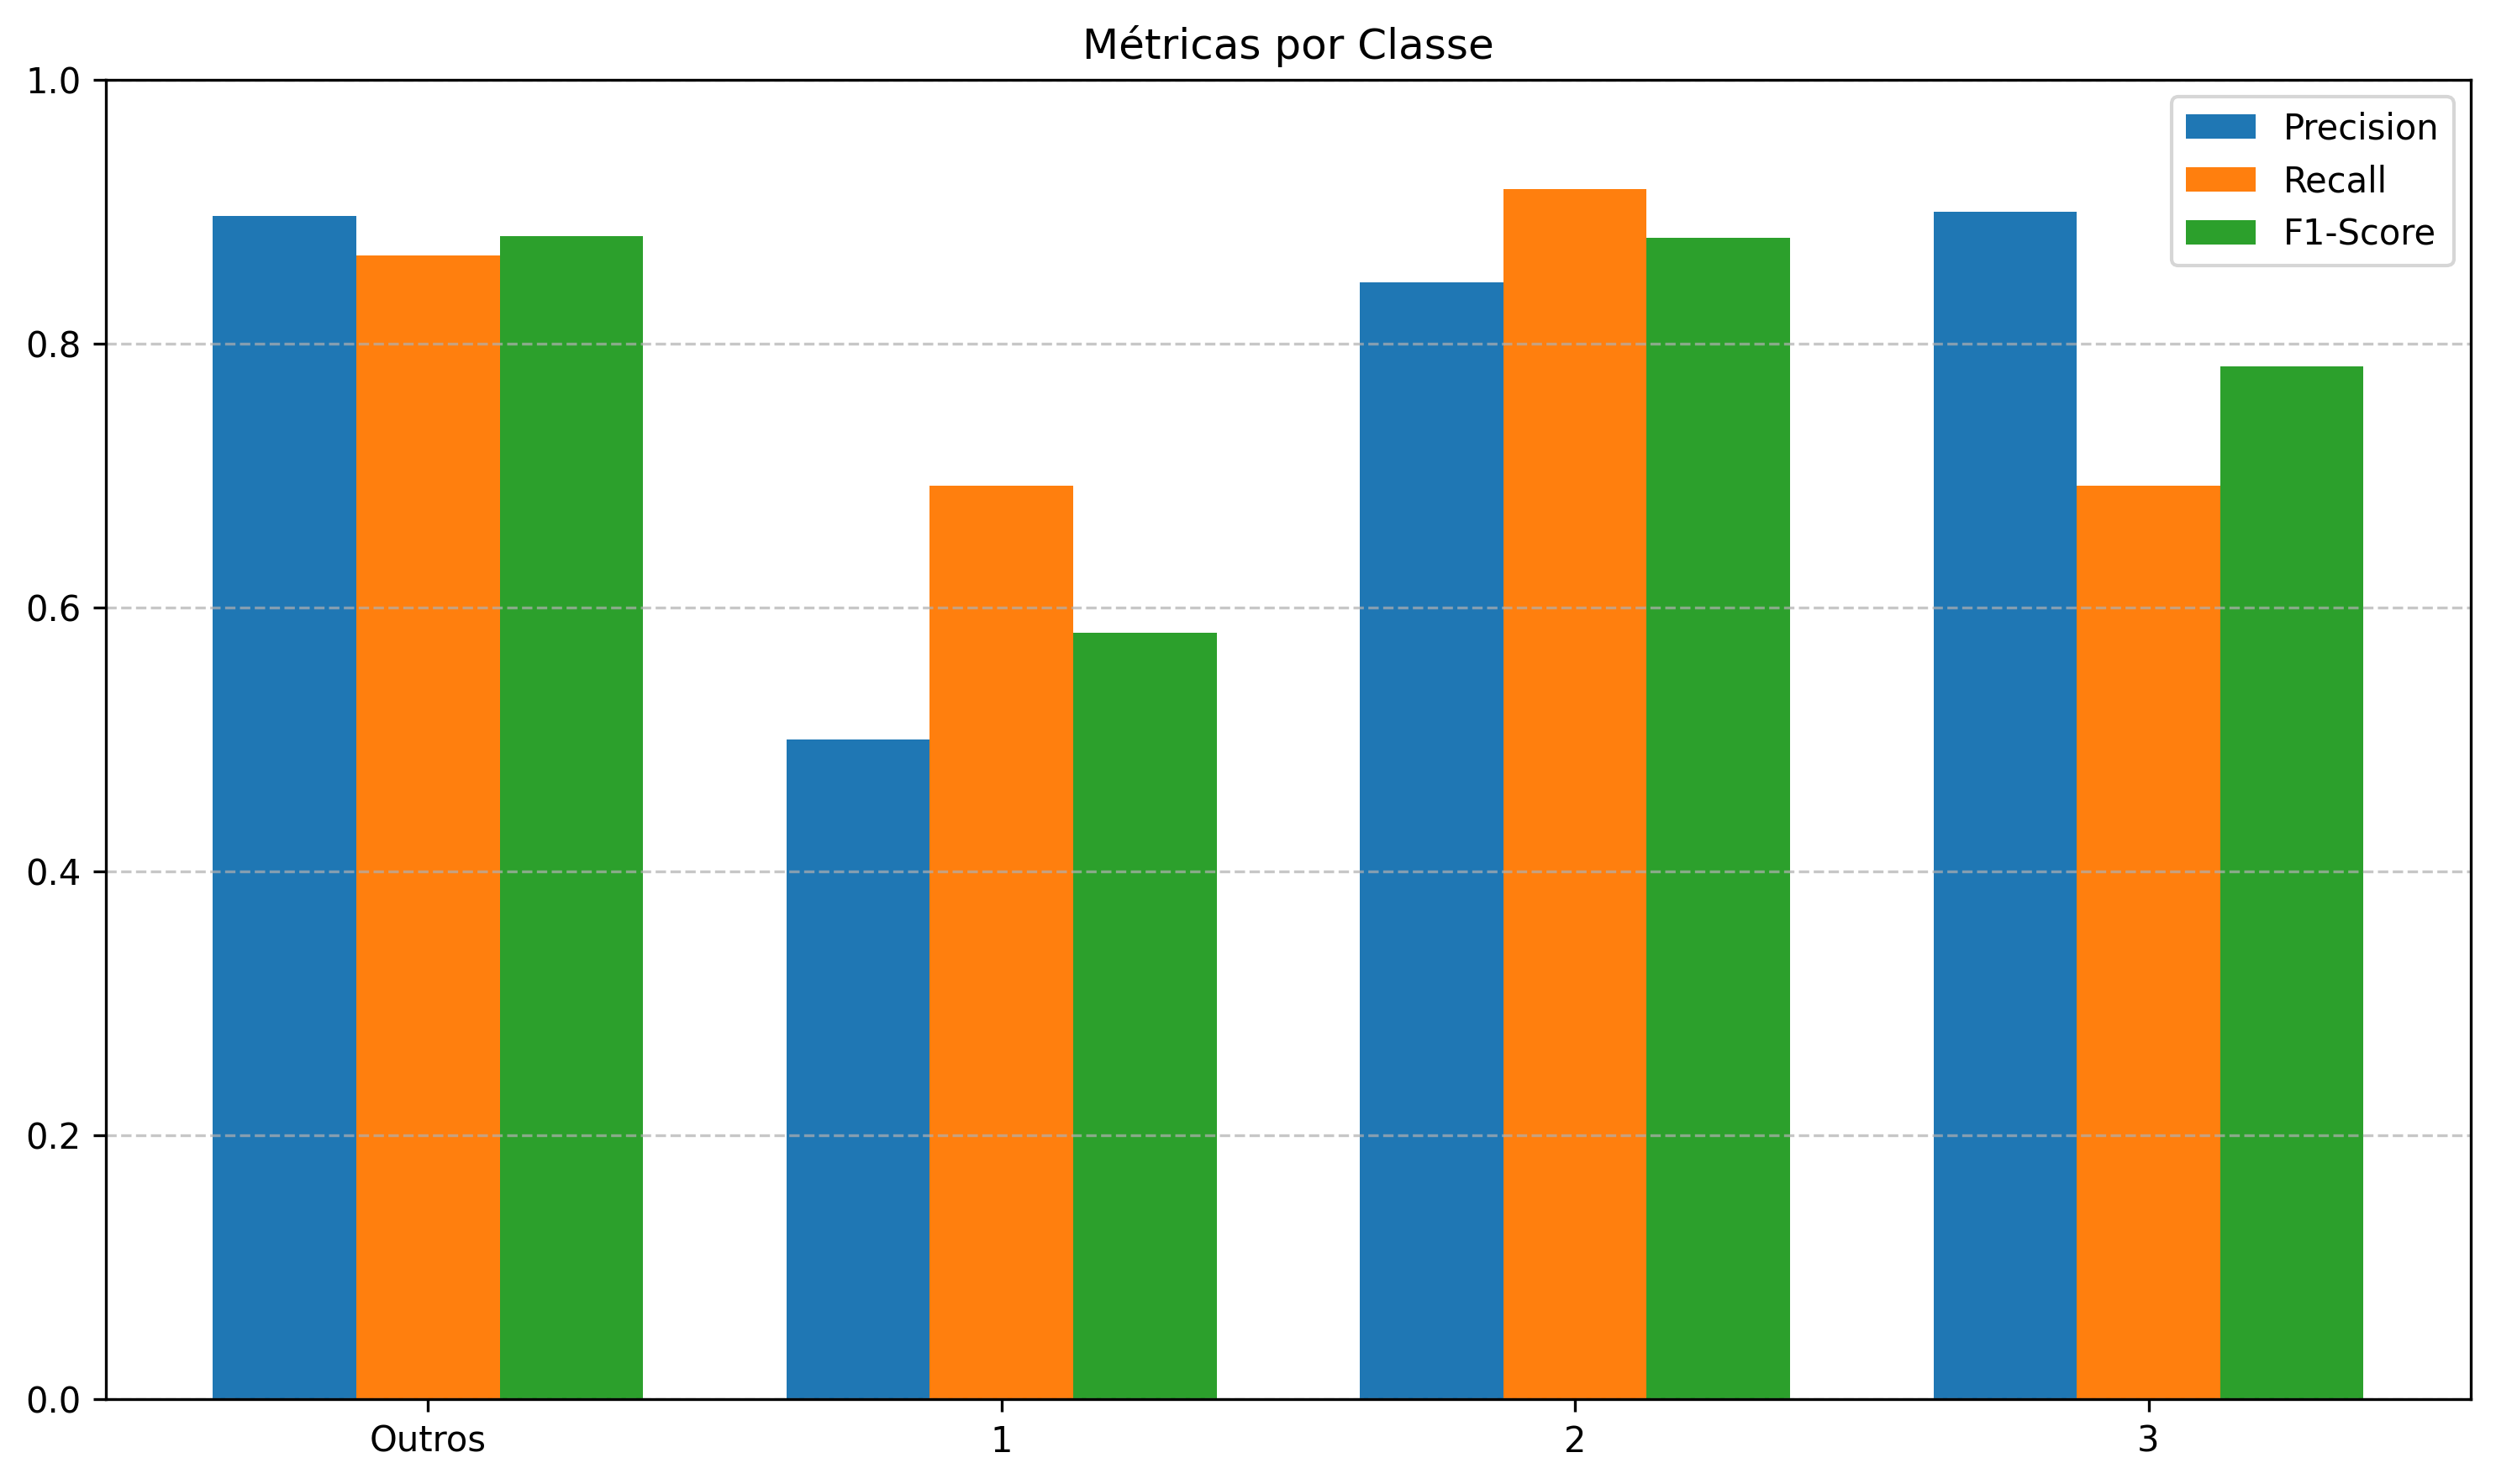 Métricas por Classe
1.0
0.8
0.6
0.4
0.2
0.0
Precision
Recall
F1-Score
Outros 1 2 3